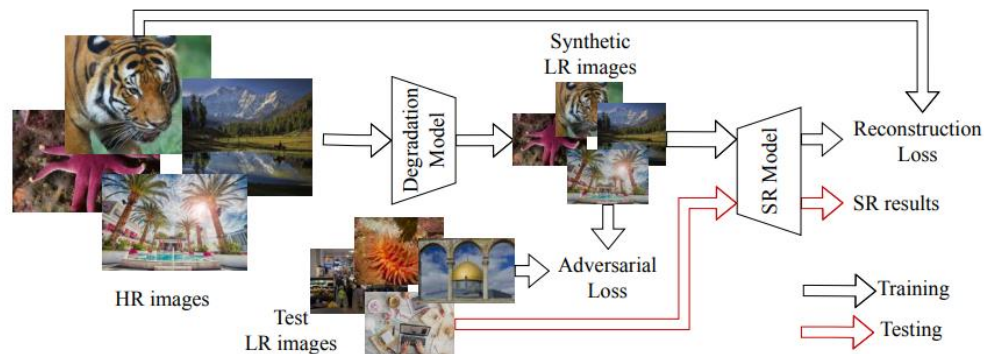 Synthetic
LR images
Degradation
Model
SR Model
Reconstruction
Loss
SR results
HR images
Test
LR images
Adversarial
Loss
Training
Testing